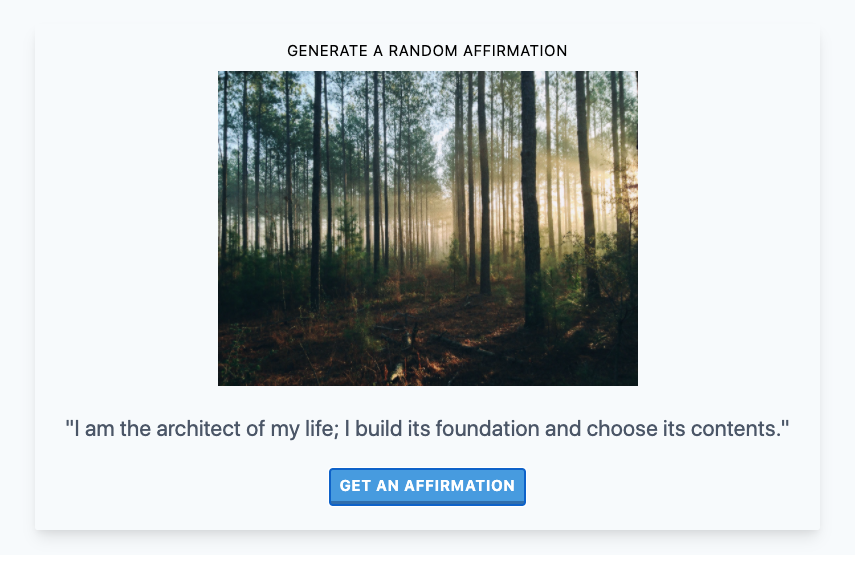 GENERATE A RANDOM AFFIRMATION
"I am the architect of my life; I build its foundation and choose its contents."
GET AN AFFIRMATION